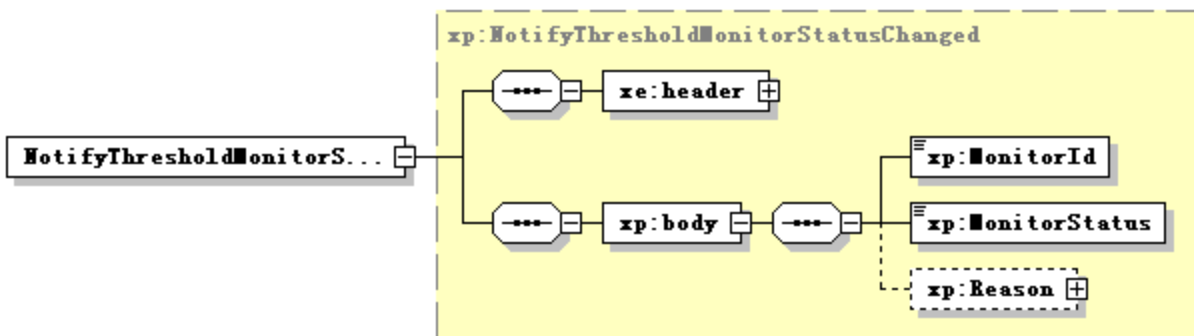 xp:NotifyThresholdMonitorStatusChanged
xe:header
NotifyThresholdMonitorS...
xp:MonitorId
xp:body
xp:MonitorStatus
xp:Reason